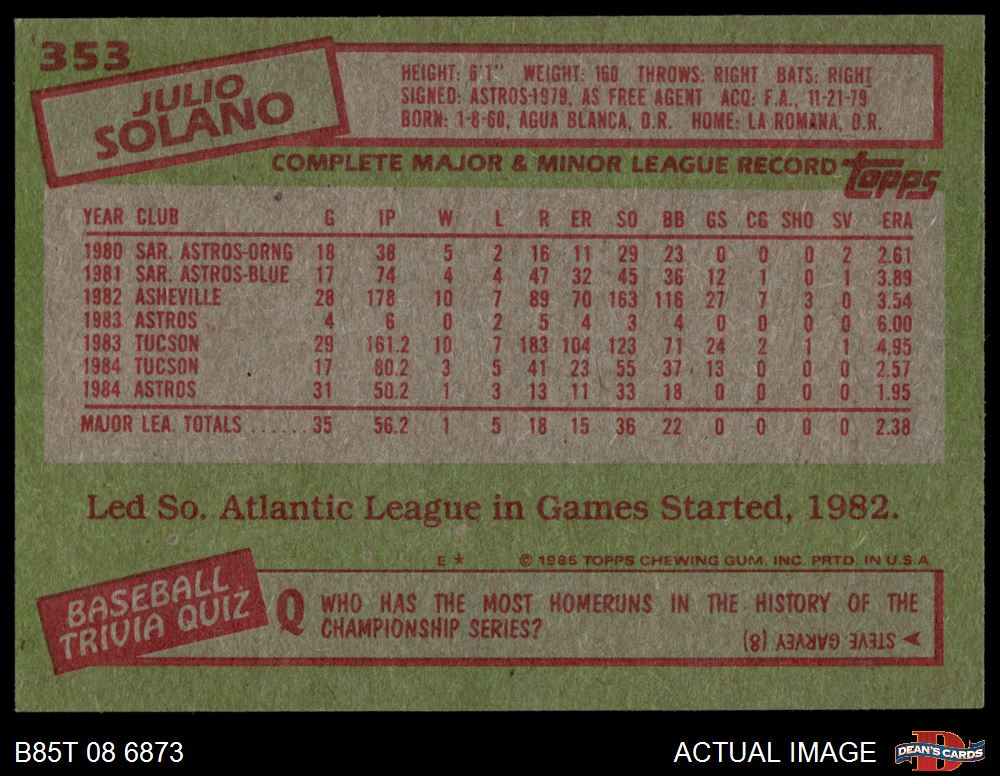 353
JULIO
SOLANO
HEIGHT: 6'1" WEIGHT: 160 THROWS: RIGHT BATS: RIGHT
SIGNED: ASTROS-1979, AS FREE AGENT ACQ: F.A., 11-21-79
BORN: 1-8-60, AGUA BLANCA, D.R. HOME: LA ROMANA, D.R.
COMPLETE MAJOR & MINOR LEAGUE RECORD
topps
YEAR CLUB G IP W L R ER SO BB GS CG SHO SV ERA
1980 SAR. ASTROS-ORNG 18 38 5 2 16 11 29 23 0 0 0 2 2.61
1981 SAR. ASTROS-BLUE 17 74 4 4 47 32 45 36 12 1 0 1 3.89
1982 ASHEVILLE 28 178 10 7 89 70 163 116 27 7 3 0 3.54
1983 ASTROS 4 6 0 2 5 4 3 4 0 0 0 0 6.00
1983 TUCSON 29 161.2 10 7 183 104 123 71 24 2 1 1 4.95
1984 TUCSON 17 80.2 3 5 41 23 55 37 13 0 0 0 2.57
1984 ASTROS 31 50.2 1 3 13 11 33 18 0 0 0 0 1.95
MAJOR LEA. TOTALS ...... 35 56.2 1 5 18 15 36 22 0 0 0 0 2.38
Led So. Atlantic League in Games Started, 1982.
E * © 1985 TOPPS CHEWING GUM, INC. PRTD. IN U.S.A
BASEBALL
TRIVIA QUIZ
Q WHO HAS THE MOST HOMERUNS IN THE HISTORY OF THE
CHAMPIONSHIP SERIES?
STEVE GARVEY (8)
B85T 08 6873
ACTUAL IMAGE
D
DEAN'S CARDS